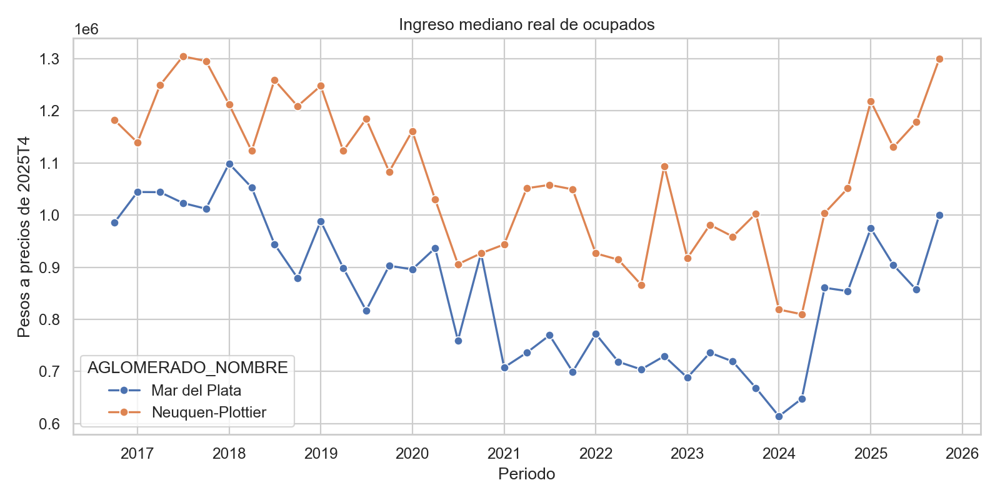 Ingreso mediano real de ocupados
1e6
1.3
1.2
1.1
1.0
0.9
0.8
0.7
0.6
Pesos a precios de 2025T4
AGLOMERADO_NOMBRE
Mar del Plata
Neuquen-Plottier
2017 2018 2019 2020 2021 2022 2023 2024 2025 2026
Periodo